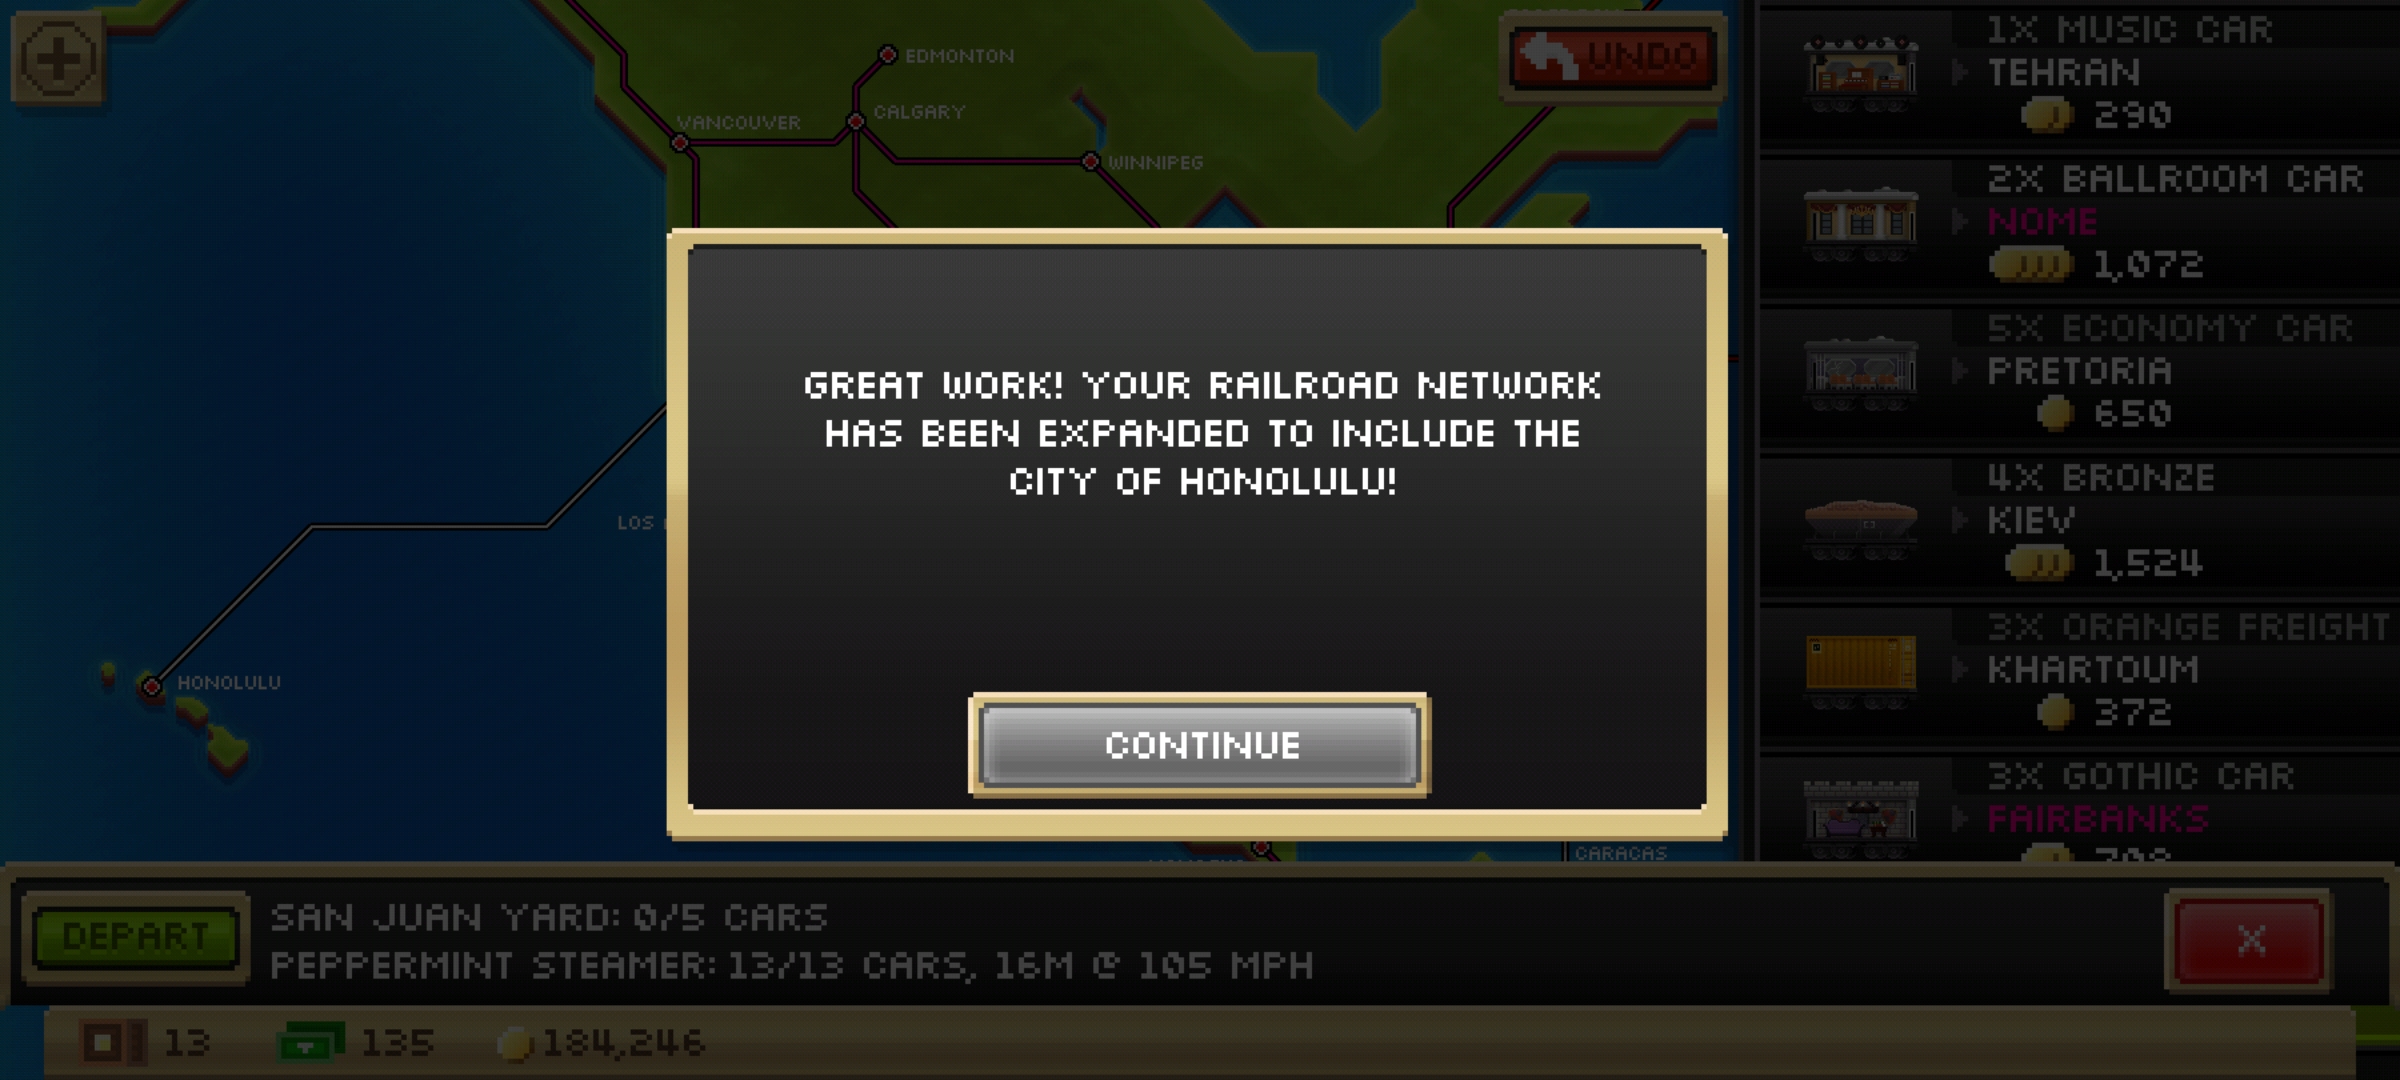 EDMONTON
CALGARY
VANCOUVER
WINNIPEG
UNDO
1X MUSIC CAR
TEHRAN
290
2X BALLROOM CAR
NOME
1,072
5X ECONOMY CAR
PRETORIA
650
4X BRONZE
KIEV
1,524
3X ORANGE FREIGHT
KHARTOUM
372
3X GOTHIC CAR
FAIRBANKS
708
GREAT WORK! YOUR RAILROAD NETWORK
HAS BEEN EXPANDED TO INCLUDE THE
CITY OF HONOLULU!
CONTINUE
LOS
HONOLULU
CARACAS
DEPART
SAN JUAN YARD: 0/5 CARS
PEPPERMINT STEAMER: 13/13 CARS, 16M @ 105 MPH
X
13
135
184,246